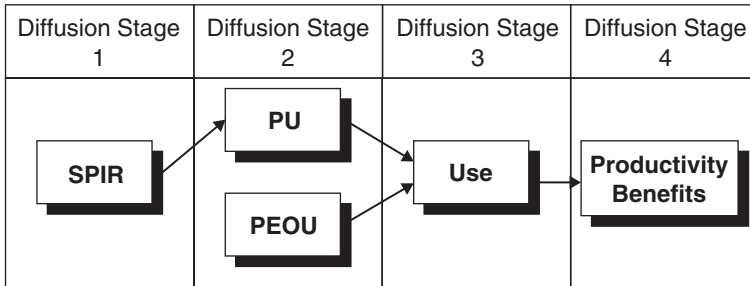 Diffusion Stage
1
Diffusion Stage
2
Diffusion Stage
3
Diffusion Stage
4
SPIR
PU
PEOU
Use
Productivity
Benefits